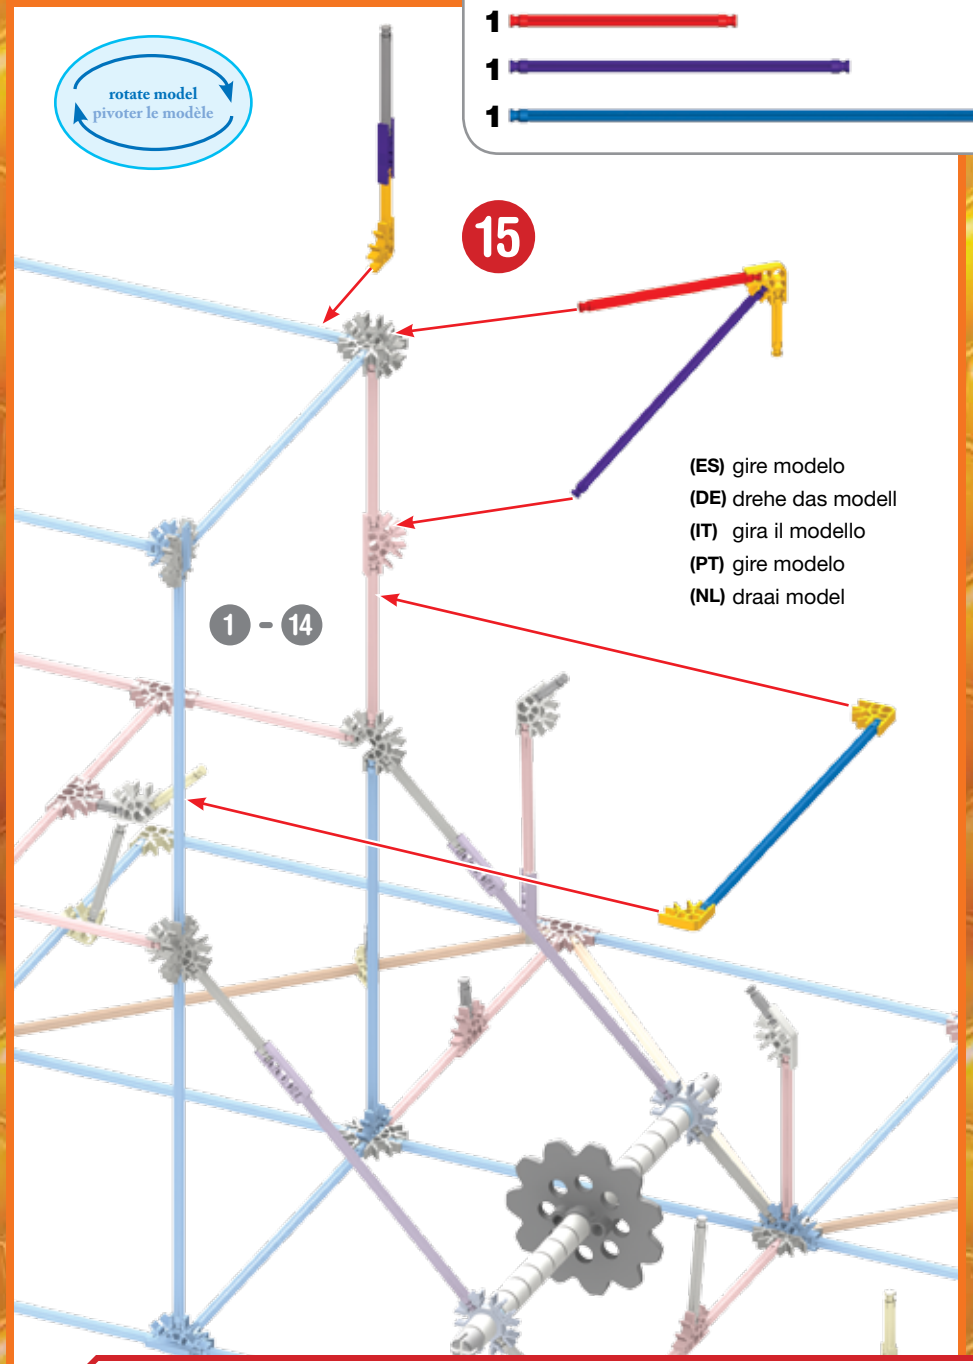 1
1
1
rotate model
pivoter le modèle
15
(ES) gire modelo
(DE) drehe das modell
(IT) gira il modello
(PT) gire modelo
(NL) draai model
1 - 14